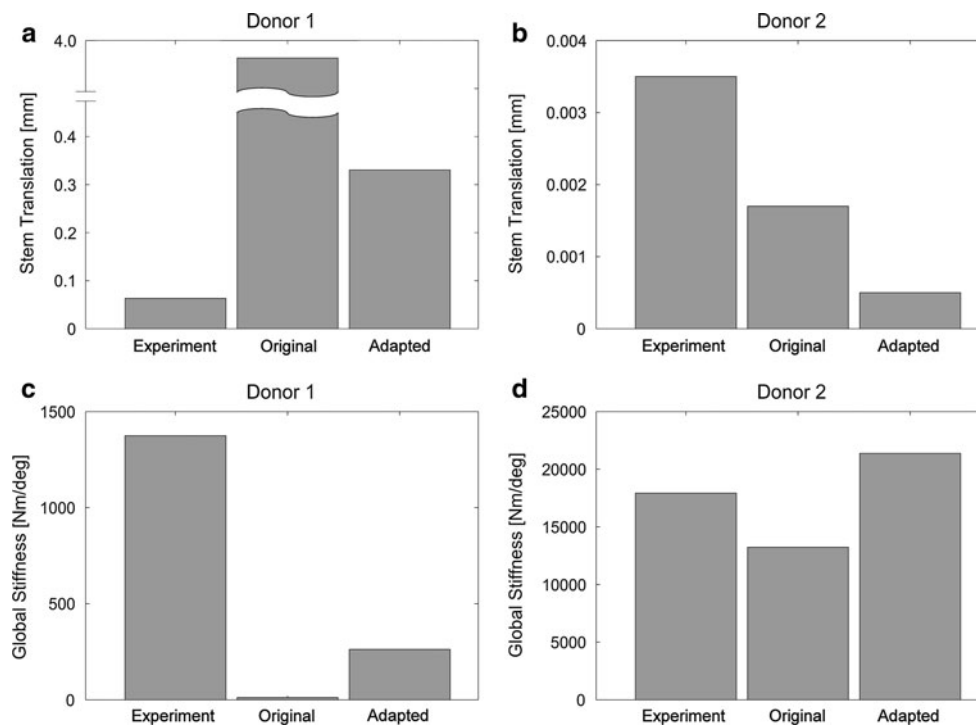 a
Donor 1
Stem Translation [mm]
4.0
0.4
0.3
0.2
0.1
0
Experiment Original Adapted
b
Donor 2
Stem Translation [mm]
0.004
0.003
0.002
0.001
0
Experiment Original Adapted
c
Donor 1
Global Stiffness [Nm/deg]
1500
1000
500
0
Experiment Original Adapted
d
Donor 2
Global Stiffness [Nm/deg]
25000
20000
15000
10000
5000
0
Experiment Original Adapted